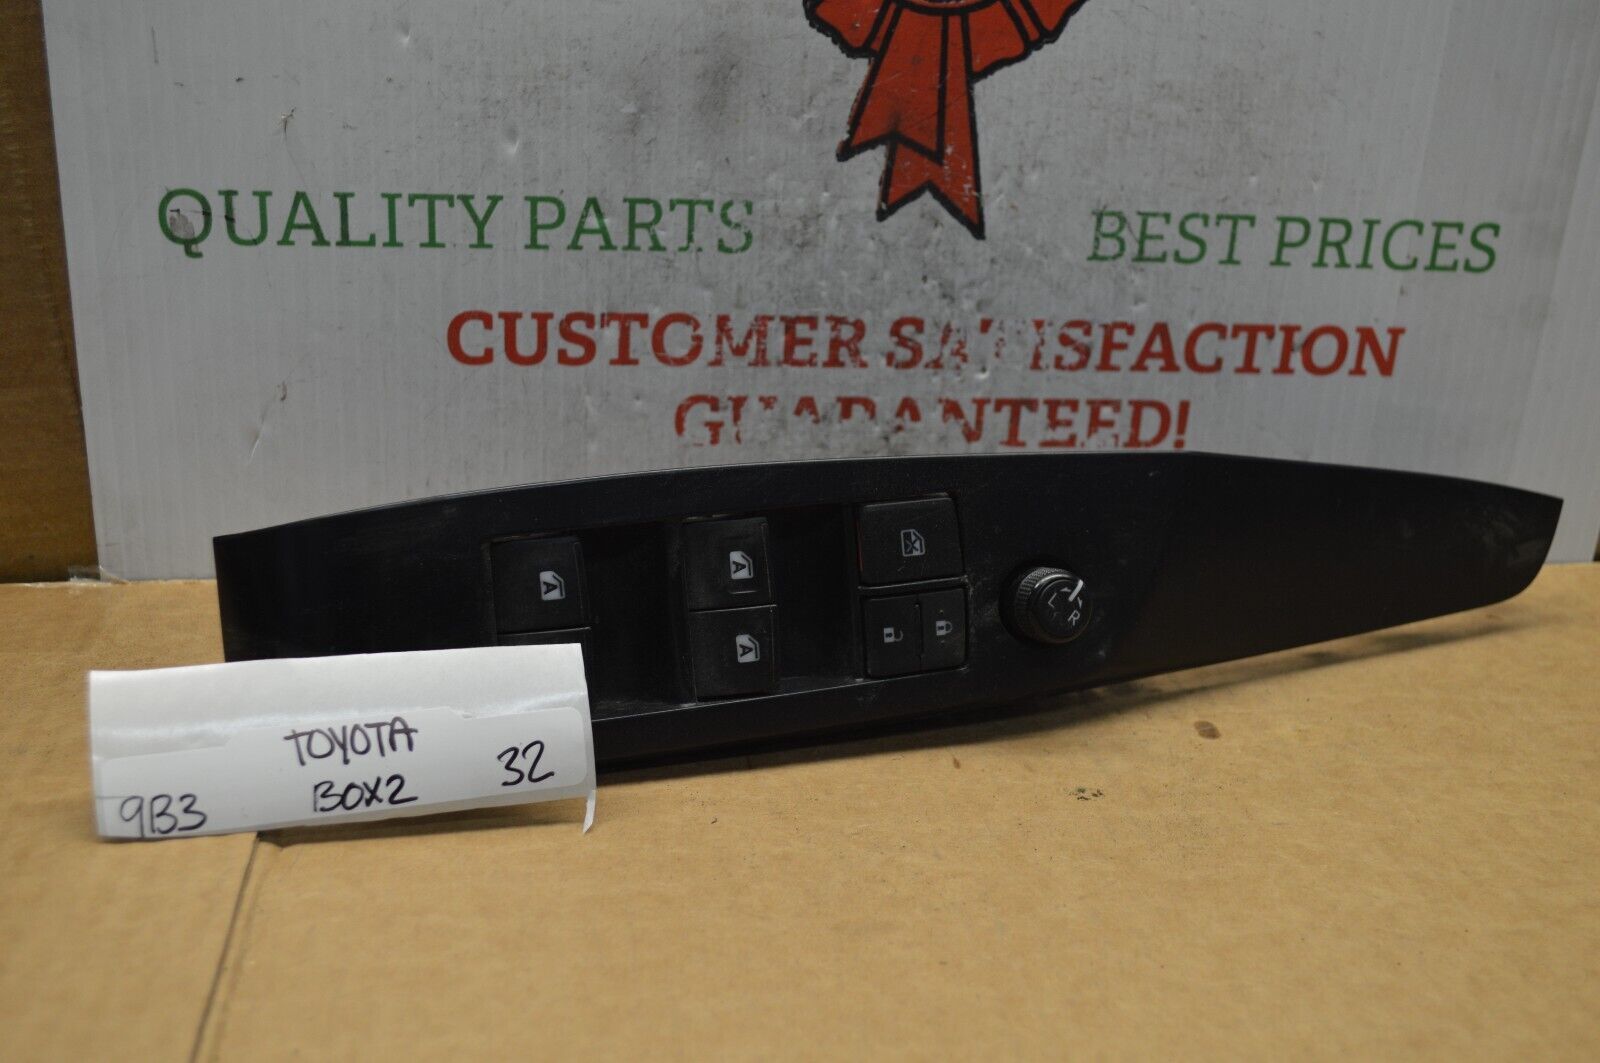 QUALITY PARTS BEST PRICES
CUSTOMER SATISFACTION
GUARANTEED!
A A
A
L R
TOYOTA
BOX2 32
9B3